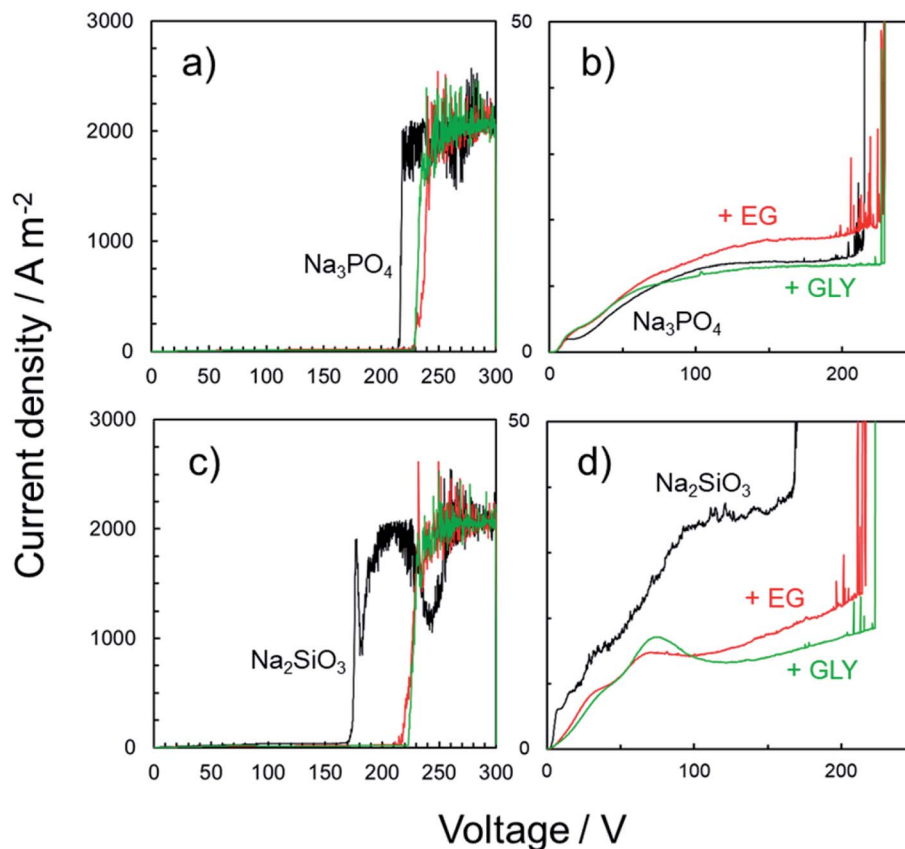 Current density / A m-2
a)
3000
2000
1000
0
Na3PO4
0 50 100 150 200 250 300
b)
50
0
+ EG
+ GLY
Na3PO4
0 100 200
c)
3000
2000
1000
0
Na2SiO3
0 50 100 150 200 250 300
d)
50
0
Na2SiO3
+ EG
+ GLY
0 100 200
Voltage / V